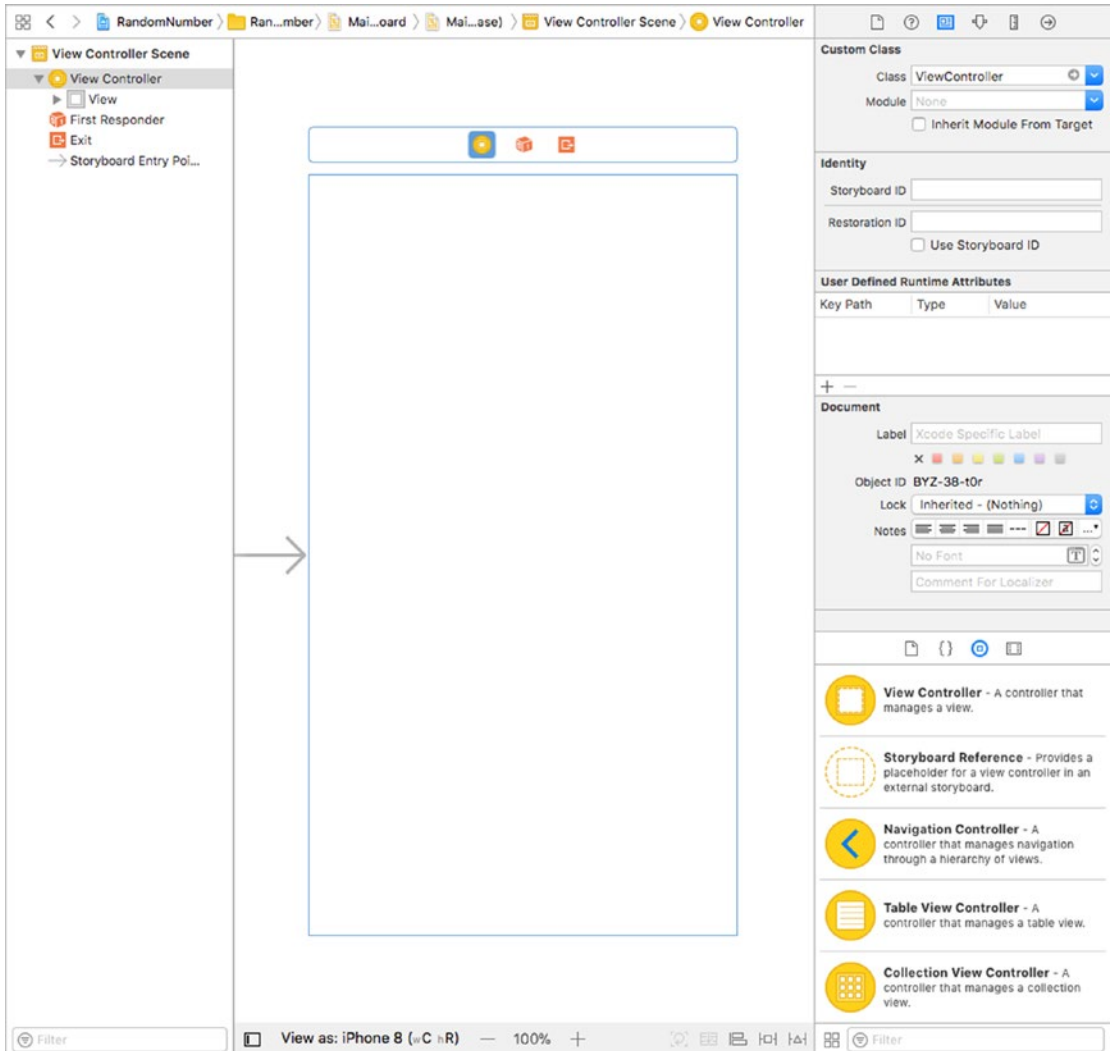 RandomNumber
Ran...mber
Mai...oard
Mai...ase)
View Controller Scene
View Controller
View Controller Scene
View Controller
View
First Responder
Exit
Storyboard Entry Poi...
Filter
View as: iPhone 8 (wC hR)
100%
Custom Class
Class ViewController
Module None
Inherit Module From Target
Identity
Storyboard ID
Restoration ID
Use Storyboard ID
User Defined Runtime Attributes
Key Path Type Value
Document
Label Xcode Specific Label
Object ID BYZ-38-t0r
Lock Inherited - (Nothing)
Notes
No Font
Comment For Localizer
View Controller - A controller that
manages a view.
Storyboard Reference - Provides a
placeholder for a view controller in an
external storyboard.
Navigation Controller - A
controller that manages navigation
through a hierarchy of views.
Table View Controller - A
controller that manages a table view.
Collection View Controller - A
controller that manages a collection
view.
Filter